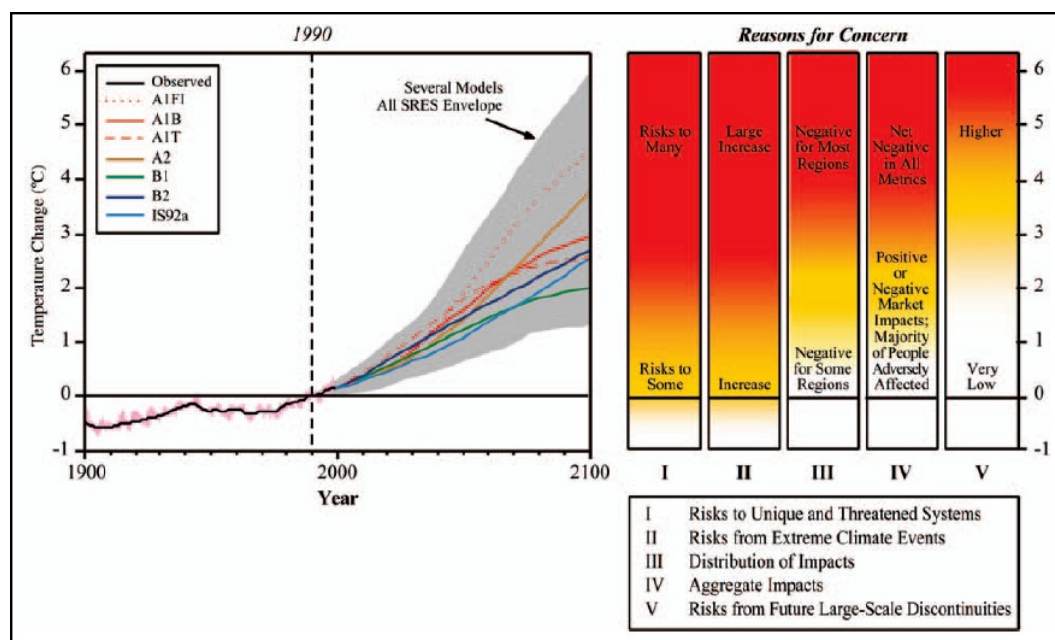 1990
6
5
4
3
2
1
0
-1
Temperature Change (°C)
Observed
A1FI
A1B
A1T
A2
B1
B2
IS92a
Several Models
All SRES Envelope
1900
2000
2100
Year
Reasons for Concern
Risks to
Many
Large
Increase
Negative
for Most
Regions
Net
Negative
in All
Metrics
Higher
Risks to
Some
Increase
Negative
for Some
Regions
Positive
or
Negative
Market
Impacts;
Majority
of People
Adversely
Affected
Very
Low
6
5
4
3
2
1
0
-1
I
II
III
IV
V
I Risks to Unique and Threatened Systems
II Risks from Extreme Climate Events
III Distribution of Impacts
IV Aggregate Impacts
V Risks from Future Large-Scale Discontinuities